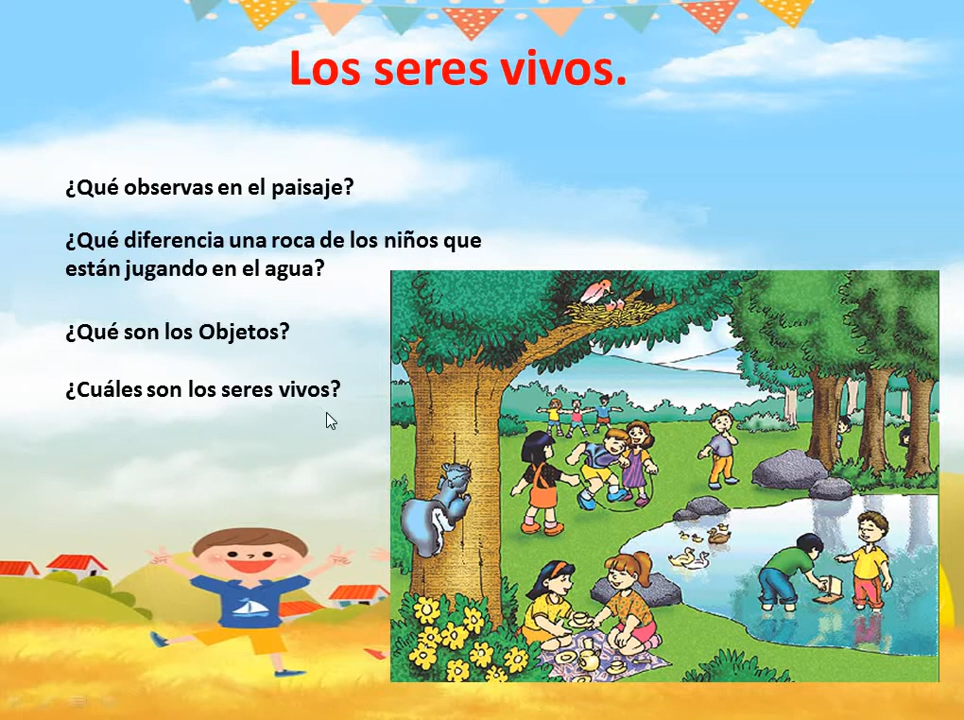 Los seres vivos.
¿Qué observas en el paisaje?
¿Qué diferencia una roca de los niños que
están jugando en el agua?
¿Qué son los Objetos?
¿Cuáles son los seres vivos?